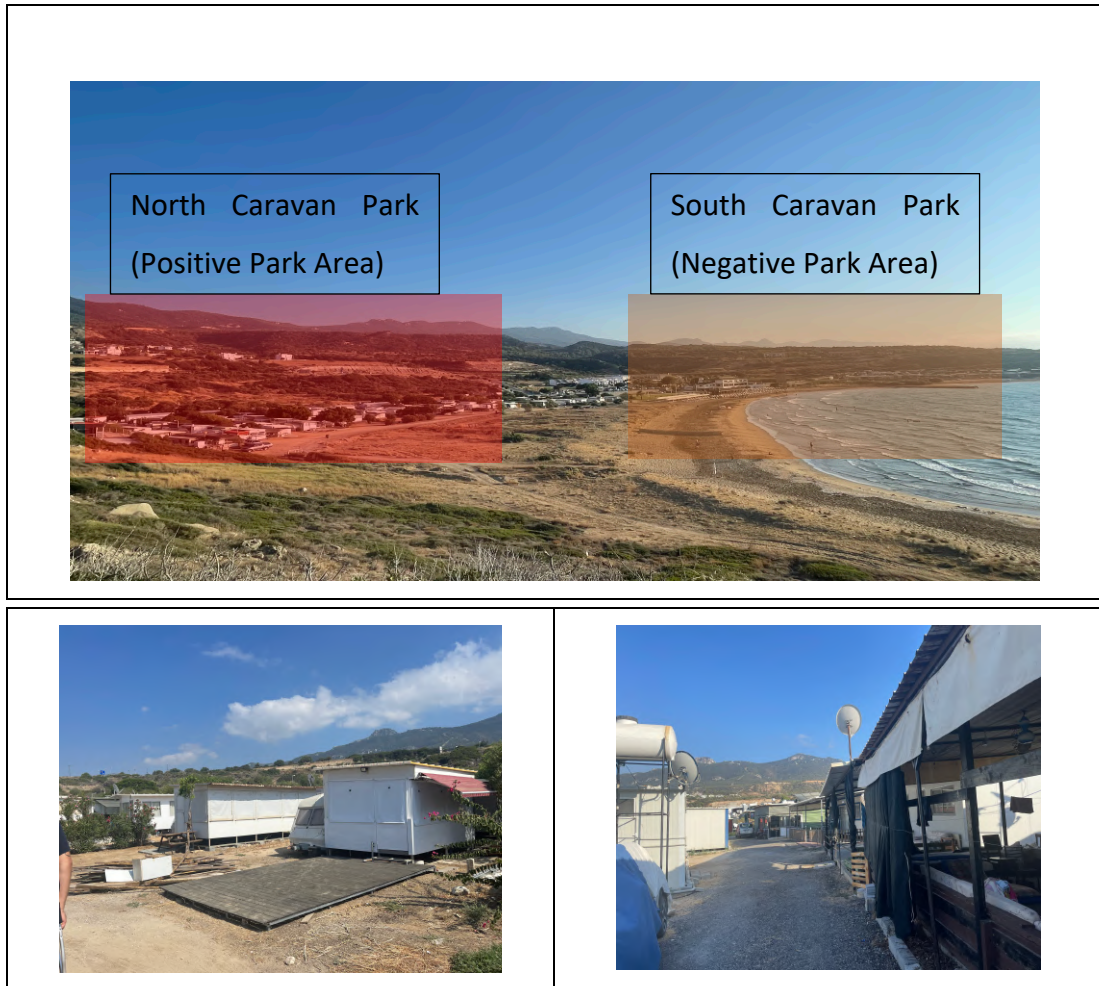 North Caravan Park
(Positive Park Area)
South Caravan Park
(Negative Park Area)